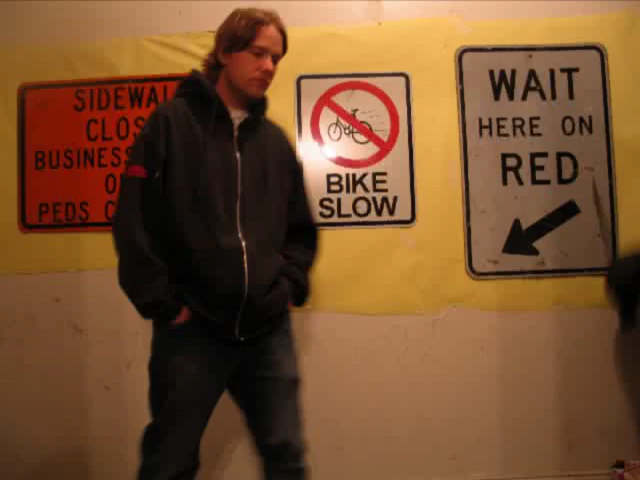 SIDEWAL
CLOS
BUSINESS
O
PEDS
BIKE
SLOW
WAIT
HERE ON
RED